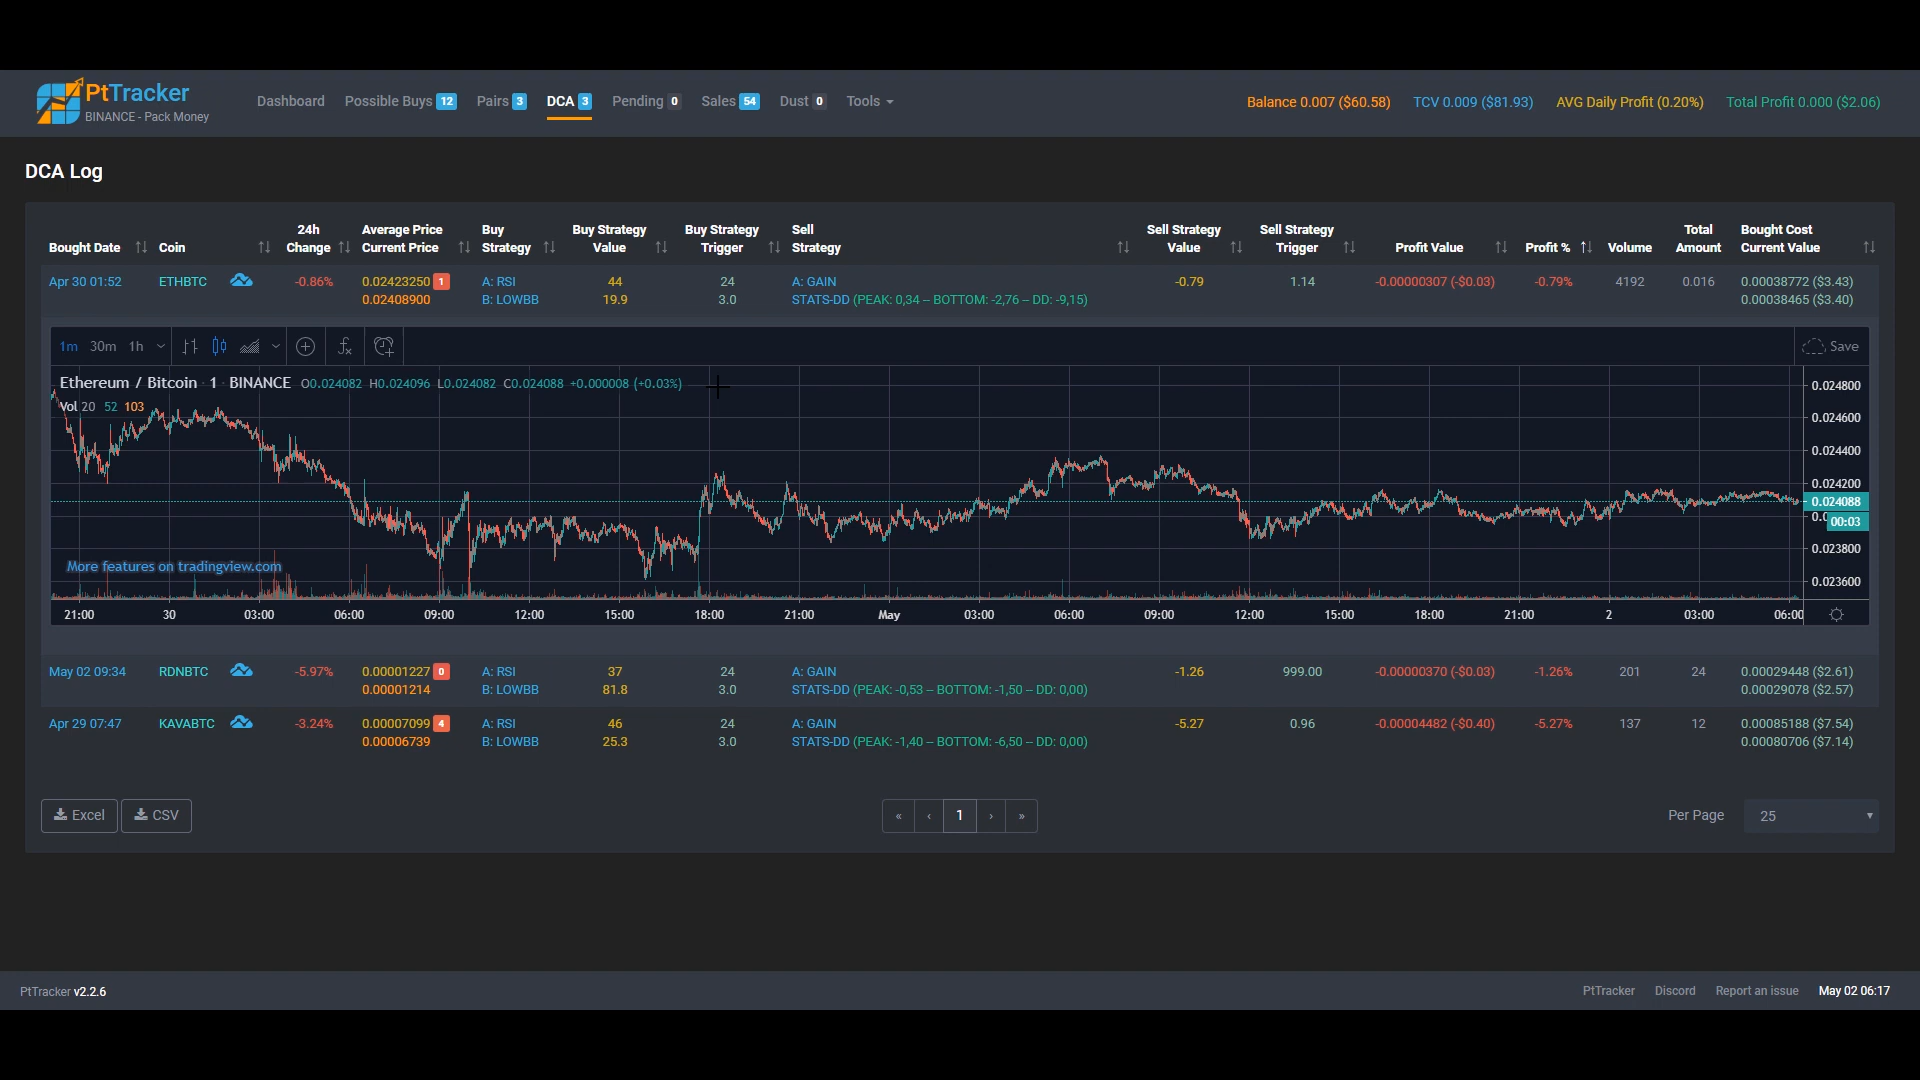 PtTracker
BINANCE - Pack Money
Dashboard Possible Buys 12 Pairs 3 DCA 3 Pending 0 Sales 54 Dust 0 Tools
Balance 0.007 ($60.58) TCV 0.009 ($81.93) AVG Daily Profit (0.20%) Total Profit 0.000 ($2.06)
DCA Log
24h Average Price Buy Buy Strategy Buy Strategy Sell Sell Strategy Sell Strategy Total Bought Cost
Bought Date Coin Change Current Price Strategy Value Trigger Strategy Value Trigger Profit Value Profit % Volume Amount Current Value
Apr 30 01:52 ETHBTC -0.86% 0.02423250 1 A: RSI 44 24 A: GAIN -0.79 1.14 -0.00000307 (-$0.03) -0.79% 4192 0.016 0.00038772 ($3.43)
0.02408900 B: LOWBB 19.9 3.0 STATS-DD (PEAK: 0,34 – BOTTOM: -2,76 – DD: -9,15) 0.00038465 ($3.40)
1m 30m 1h Save
Ethereum / Bitcoin 1 BINANCE O0.024082 H0.024096 L0.024082 C0.024088 +0.000008 (+0.03%)
Vol 20 52 103
0.024800
0.024600
0.024400
0.024200
0.024088
00:03
0.023800
0.023600
More features on tradingview.com
21:00 30 03:00 06:00 09:00 12:00 15:00 18:00 21:00 May 03:00 06:00 09:00 12:00 15:00 18:00 21:00 2 03:00 06:00
May 02 09:34 RDNBTC -5.97% 0.00001227 0 A: RSI 37 24 A: GAIN -1.26 999.00 -0.00000370 (-$0.03) -1.26% 201 24 0.00029448 ($2.61)
0.00001214 B: LOWBB 81.8 3.0 STATS-DD (PEAK: -0,53 – BOTTOM: -1,50 – DD: 0,00) 0.00029078 ($2.57)
Apr 29 07:47 KAVABTC -3.24% 0.00007099 4 A: RSI 46 24 A: GAIN -5.27 0.96 -0.00004482 (-$0.40) -5.27% 137 12 0.00085188 ($7.54)
0.00006739 B: LOWBB 25.3 3.0 STATS-DD (PEAK: -1,40 – BOTTOM: -6,50 – DD: 0,00) 0.00080706 ($7.14)
Excel CSV « ‹ 1 › » Per Page 25
PtTracker v2.2.6 PtTracker Discord Report an issue May 02 06:17